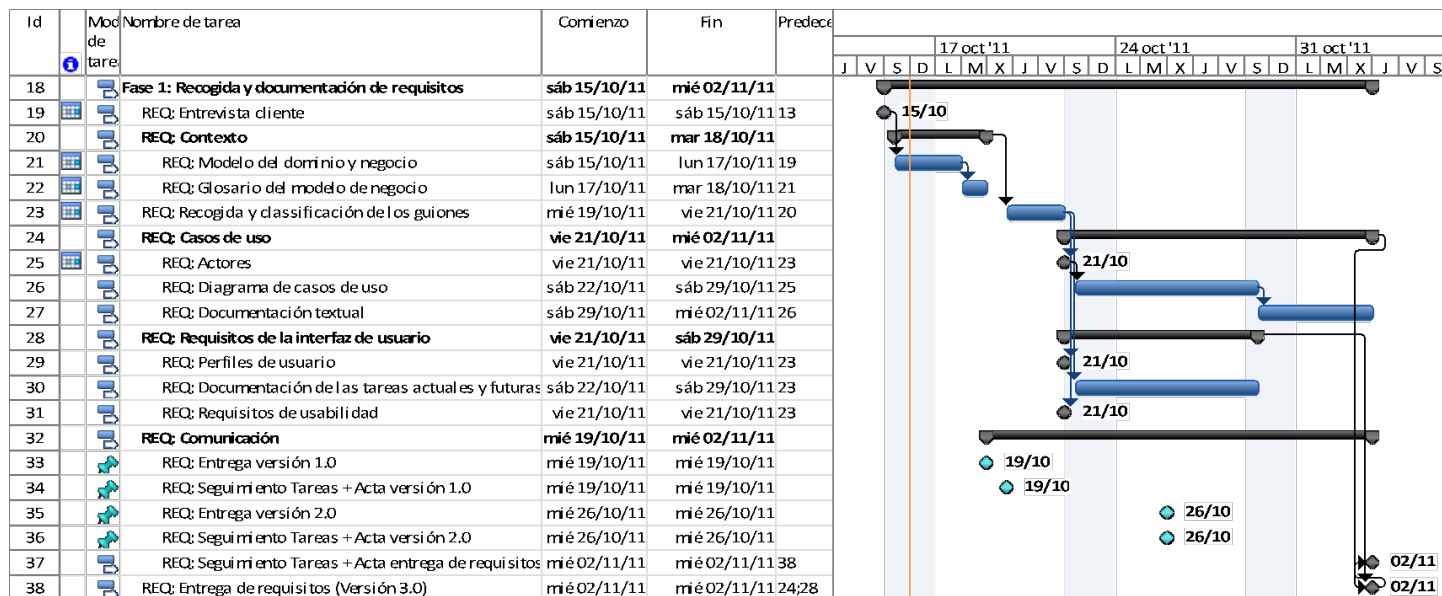 Id Mod de tare Nombre de tarea Comienzo Fin Predece
17 oct '11 24 oct '11 31 oct '11
J V S D L M X J V S D L M X J V S D L M X J V S
18 Fase 1: Recogida y documentación de requisitos sáb 15/10/11 mié 02/11/11
19 REQ: Entrevista cliente sáb 15/10/11 sáb 15/10/11 13 15/10
20 REQ: Contexto sáb 15/10/11 mar 18/10/11
21 REQ: Modelo del dominio y negocio sáb 15/10/11 lun 17/10/11 19
22 REQ: Glosario del modelo de negocio lun 17/10/11 mar 18/10/11 21
23 REQ: Recogida y classificación de los guiones mié 19/10/11 vie 21/10/11 20
24 REQ: Casos de uso vie 21/10/11 mié 02/11/11
25 REQ: Actores vie 21/10/11 vie 21/10/11 23 21/10
26 REQ: Diagrama de casos de uso sáb 22/10/11 sáb 29/10/11 25
27 REQ: Documentación textual sáb 29/10/11 mié 02/11/11 26
28 REQ: Requisitos de la interfaz de usuario vie 21/10/11 sáb 29/10/11
29 REQ: Perfiles de usuario vie 21/10/11 vie 21/10/11 23 21/10
30 REQ: Documentación de las tareas actuales y futuras sáb 22/10/11 sáb 29/10/11 23
31 REQ: Requisitos de usabilidad vie 21/10/11 vie 21/10/11 23 21/10
32 REQ: Comunicación mié 19/10/11 mié 02/11/11
33 REQ: Entrega versión 1.0 mié 19/10/11 mié 19/10/11 19/10
34 REQ: Seguimiento Tareas + Acta versión 1.0 mié 19/10/11 mié 19/10/11 19/10
35 REQ: Entrega versión 2.0 mié 26/10/11 mié 26/10/11 26/10
36 REQ: Seguimiento Tareas + Acta versión 2.0 mié 26/10/11 mié 26/10/11 26/10
37 REQ: Seguimiento Tareas + Acta entrega de requisitos mié 02/11/11 mié 02/11/11 38 02/11
38 REQ: Entrega de requisitos (Versión 3.0) mié 02/11/11 mié 02/11/11 24;28 02/11